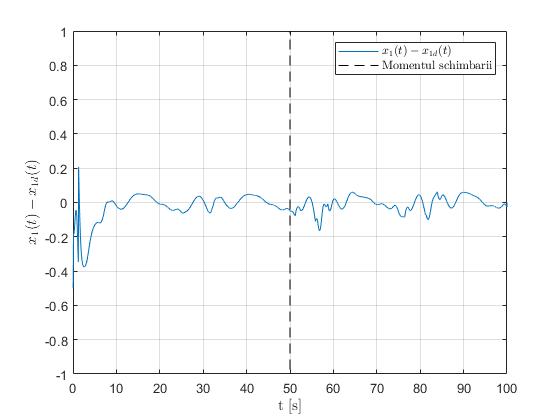 1
0.8
0.6
0.4
0.2
0
-0.2
-0.4
-0.6
-0.8
-1
x₁(t) − x₁d(t)
x₁(t) − x₁d(t)
Momentul schimbarii
0 10 20 30 40 50 60 70 80 90 100
t [s]